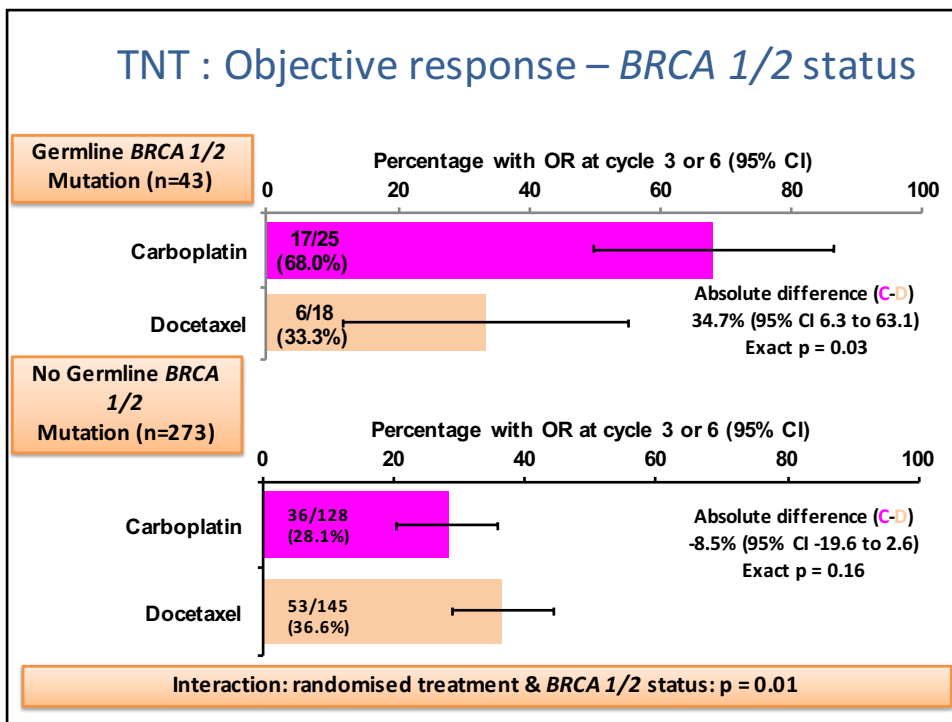 TNT : Objective response – BRCA 1/2 status
Germline BRCA 1/2
Mutation (n=43)
Percentage with OR at cycle 3 or 6 (95% CI)
0 20 40 60 80 100
Carboplatin
17/25
(68.0%)
Docetaxel
6/18
(33.3%)
Absolute difference (C-D)
34.7% (95% CI 6.3 to 63.1)
Exact p = 0.03
No Germline BRCA
1/2
Mutation (n=273)
Percentage with OR at cycle 3 or 6 (95% CI)
0 20 40 60 80 100
Carboplatin
36/128
(28.1%)
Docetaxel
53/145
(36.6%)
Absolute difference (C-D)
-8.5% (95% CI -19.6 to 2.6)
Exact p = 0.16
Interaction: randomised treatment & BRCA 1/2 status: p = 0.01